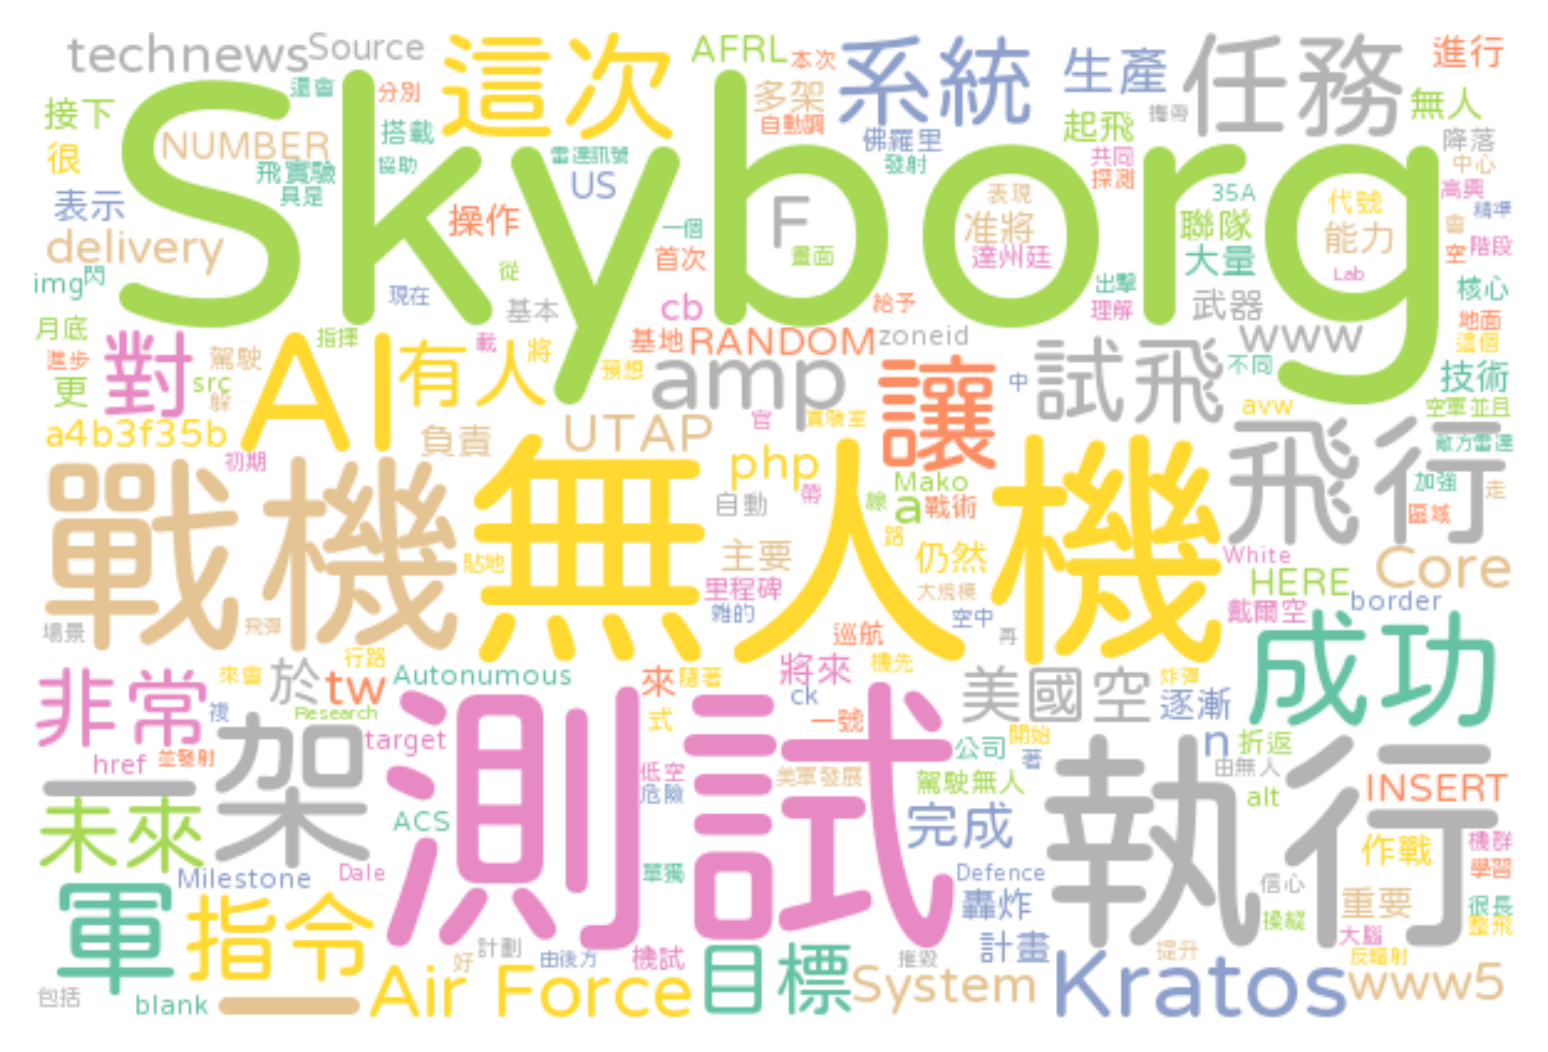 technews
Source
這次
AFRL
本次
系統
生產
任務
進行
Skyborg
還會
分別
多架
接下
NUMBER
搭載
自動調
起飛
攜帶
無人
很
飛實驗
協助
雷達訊號
佛羅里
發射
共同
降落
中心
具是
US
探測
表示
操作
一個
F
表現
准將
35A
聯隊
代號
高興
精準
會
delivery
首次
畫面
達州廷
大量
能力
空
階段
img
閃
從
Lab
現在
基本
cb
給予
出擊
理解
武器
核心
月底
指揮
基地
RANDOM
zoneid
www
地面
這個
進步
對
駕駛
AI
有人
載
將
預想
amp
讓
中
試飛
不同
技術
更
src
躲
a4b3f35b
負責
UTAP
官
實驗室
avw
空軍並且
初期
php
飛行
敵方雷達
戰機
無人機
自動
帶
線
Mako
a
戰術
加強
走
區域
路
貼地
主要
仍然
White
Core
里程碑
大規模
HERE
雜的
空中
戴爾空
border
場景
飛彈
巡航
再
成功
非常
來會
於
行路
tw
Autonumous
來
隨著
將來
機先
美國空
炸彈
逐漸
複
Research
ck
架
式
一號
target
公司
開始
n
折返
href
並發射
測試
低空
危險
美軍發展
駕駛無人
著
由無人
執行
一
alt
INSERT
未來
ACS
完成
作戰
機群
Milestone
Dale
單獨
Defence
信心
學習
軍
指令
轟炸
操縱
重要
很長
整飛
計劃
由後方
機試
目標
摧毀
計畫
提升
大腦
反輻射
包括
blank
一
好
Air Force
System
Kratos
www5